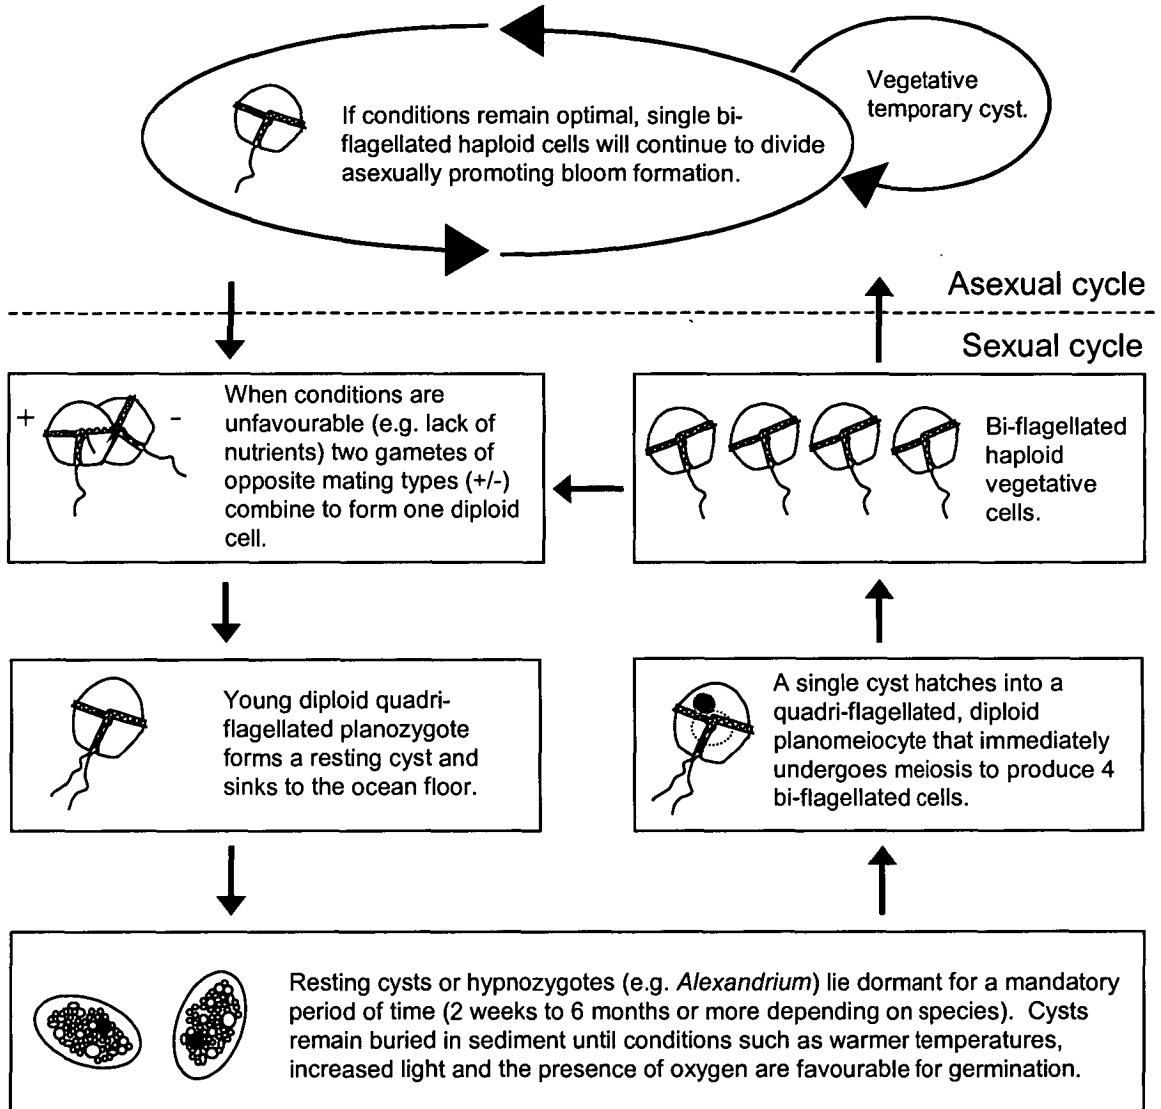 If conditions remain optimal, single bi-
flagellated haploid cells will continue to divide
asexually promoting bloom formation.
Vegetative
temporary cyst.
Asexual cycle
Sexual cycle
+
-
When conditions are
unfavourable (e.g. lack of
nutrients) two gametes of
opposite mating types (+/-)
combine to form one diploid
cell.
Bi-flagellated
haploid
vegetative
cells.
Young diploid quadri-
flagellated planozygote
forms a resting cyst and
sinks to the ocean floor.
A single cyst hatches into a
quadri-flagellated, diploid
planomeiocyte that immediately
undergoes meiosis to produce 4
bi-flagellated cells.
Resting cysts or hypnozygotes (e.g. Alexandrium) lie dormant for a mandatory
period of time (2 weeks to 6 months or more depending on species). Cysts
remain buried in sediment until conditions such as warmer temperatures,
increased light and the presence of oxygen are favourable for germination.